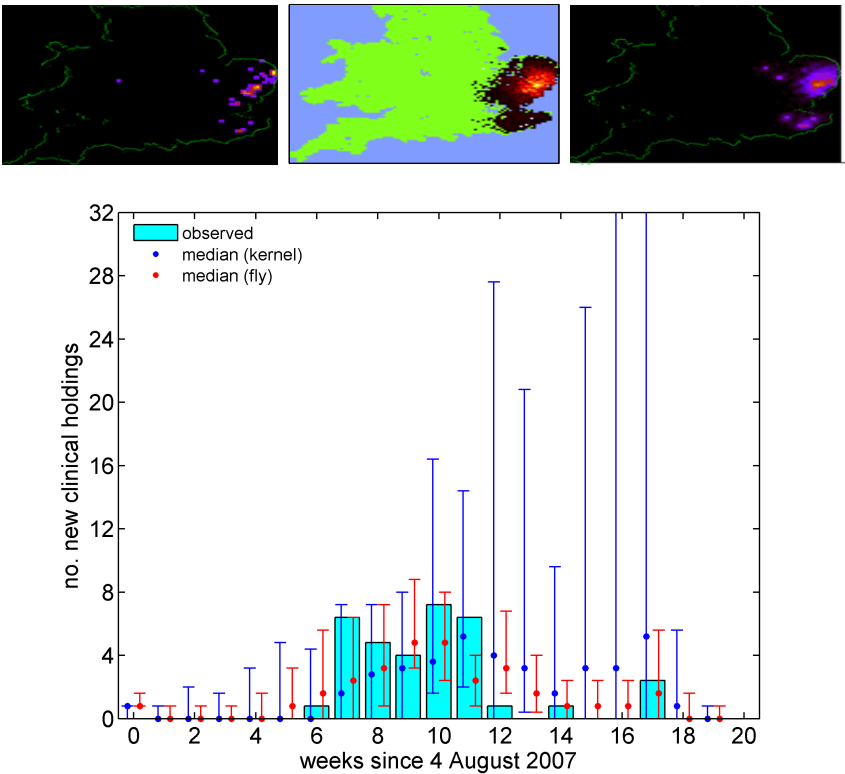 32
28
24
20
16
12
8
4
0
no. new clinical holdings
observed
median (kernel)
median (fly)
0 2 4 6 8 10 12 14 16 18 20
weeks since 4 August 2007